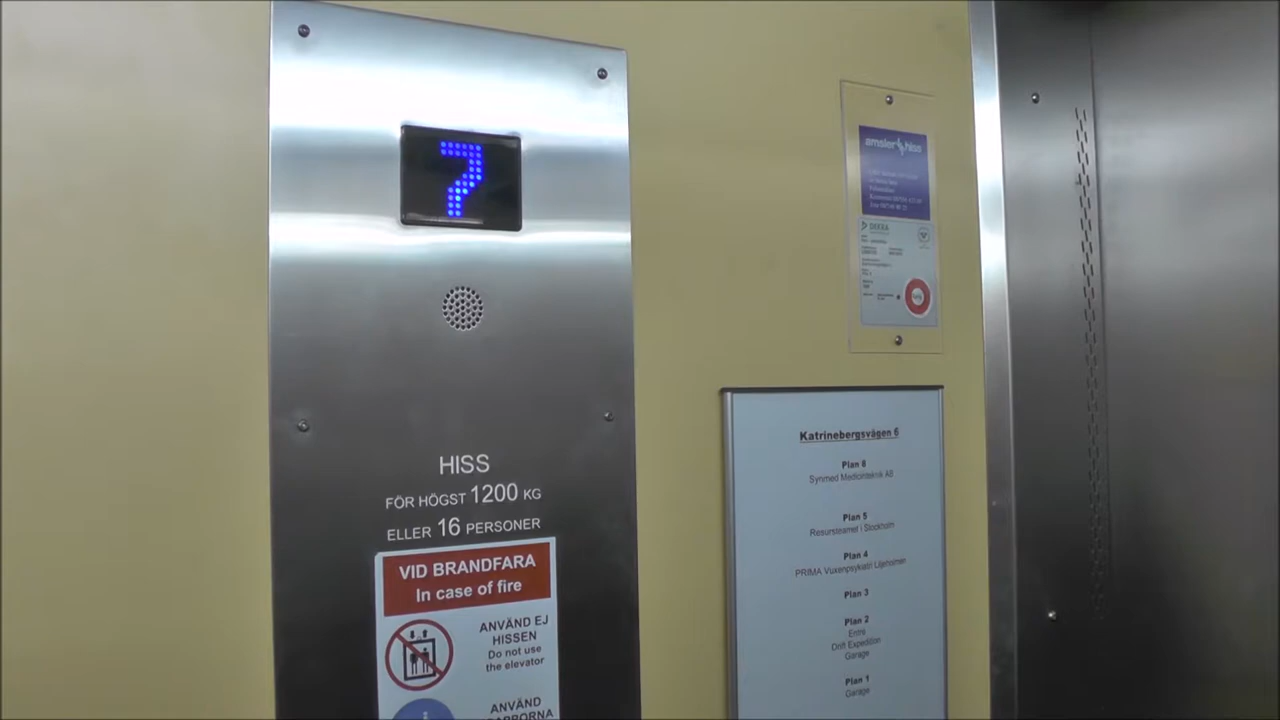 7
HISS
FÖR HÖGST 1200 KG
ELLER 16 PERSONER
VID BRANDFARA
In case of fire
ANVÄND EJ
HISSEN
Do not use
the elevator
ANVÄND
amsler hiss
DEKRA
Katrinebergsvägen 6
Plan 8
Synmed Medicinteknik AB
Plan 5
Resursteamet i Stockholm
Plan 4
PRIMA Vuxenpsykiatri Liljeholmen
Plan 3
Plan 2
Entré
Drift Expedition
Garage
Plan 1
Garage